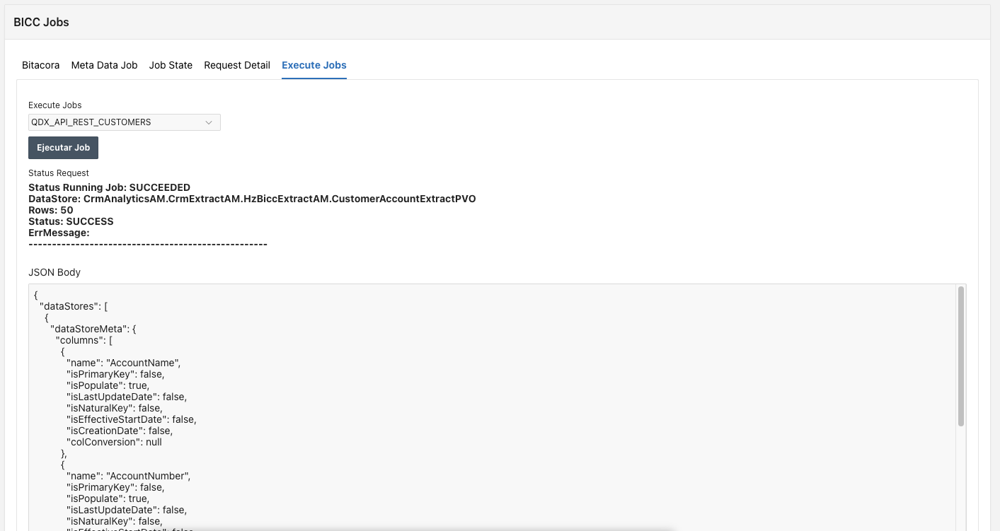 BICC Jobs
Bitacora Meta Data Job Job State Request Detail Execute Jobs
Execute Jobs
QDX_API_REST_CUSTOMERS
Ejecutar Job
Status Request
Status Running Job: SUCCEEDED
DataStore: CrmAnalyticsAM.CrmExtractAM.HzBiccExtractAM.CustomerAccountExtractPVO
Rows: 50
Status: SUCCESS
ErrMessage:
----------------------------------------------------
JSON Body
{
"dataStores": [
{
"dataStoreMeta": {
"columns": [
{
"name": "AccountName",
"isPrimaryKey": false,
"isPopulate": true,
"isLastUpdateDate": false,
"isNaturalKey": false,
"isEffectiveStartDate": false,
"isCreationDate": false,
"colConversion": null
},
{
"name": "AccountNumber",
"isPrimaryKey": false,
"isPopulate": true,
"isLastUpdateDate": false,
"isNaturalKey": false,
"isEffectiveStartDate": false,